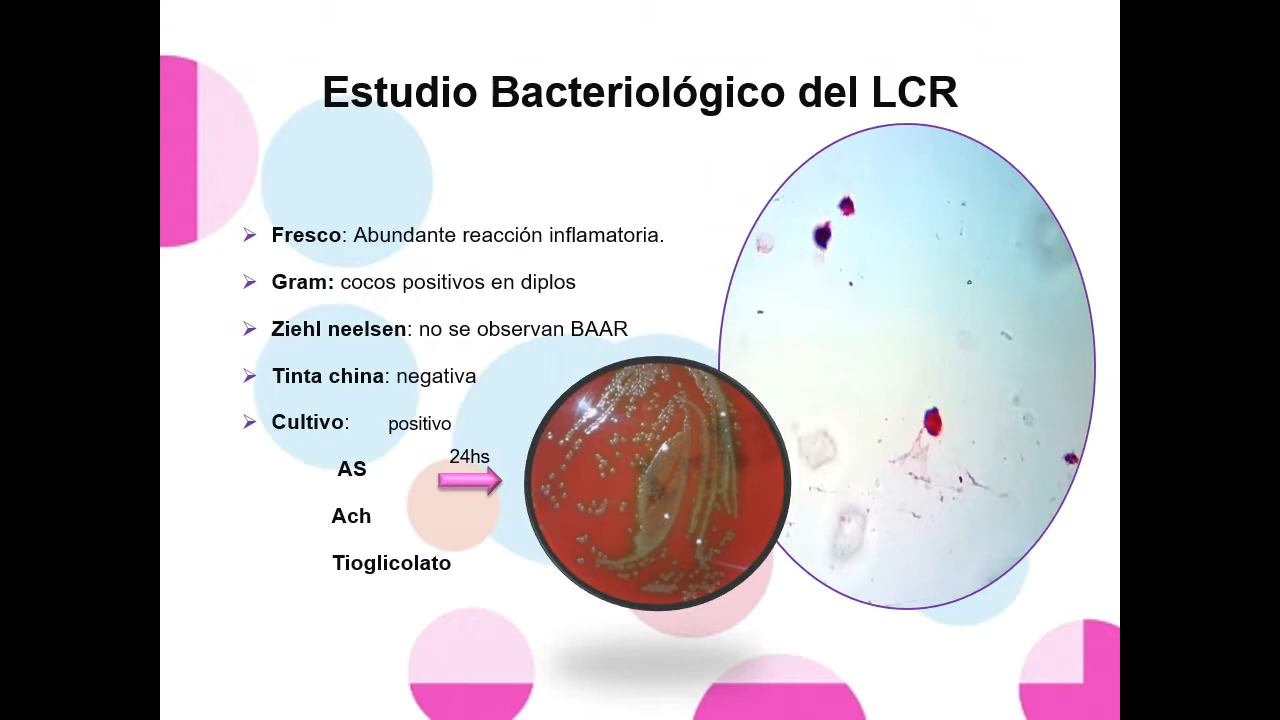 Estudio Bacteriológico del LCR
Fresco: Abundante reacción inflamatoria.
Gram: cocos positivos en diplos
Ziehl neelsen: no se observan BAAR
Tinta china: negativa
Cultivo: positivo
24hs
AS
Ach
Tioglicolato